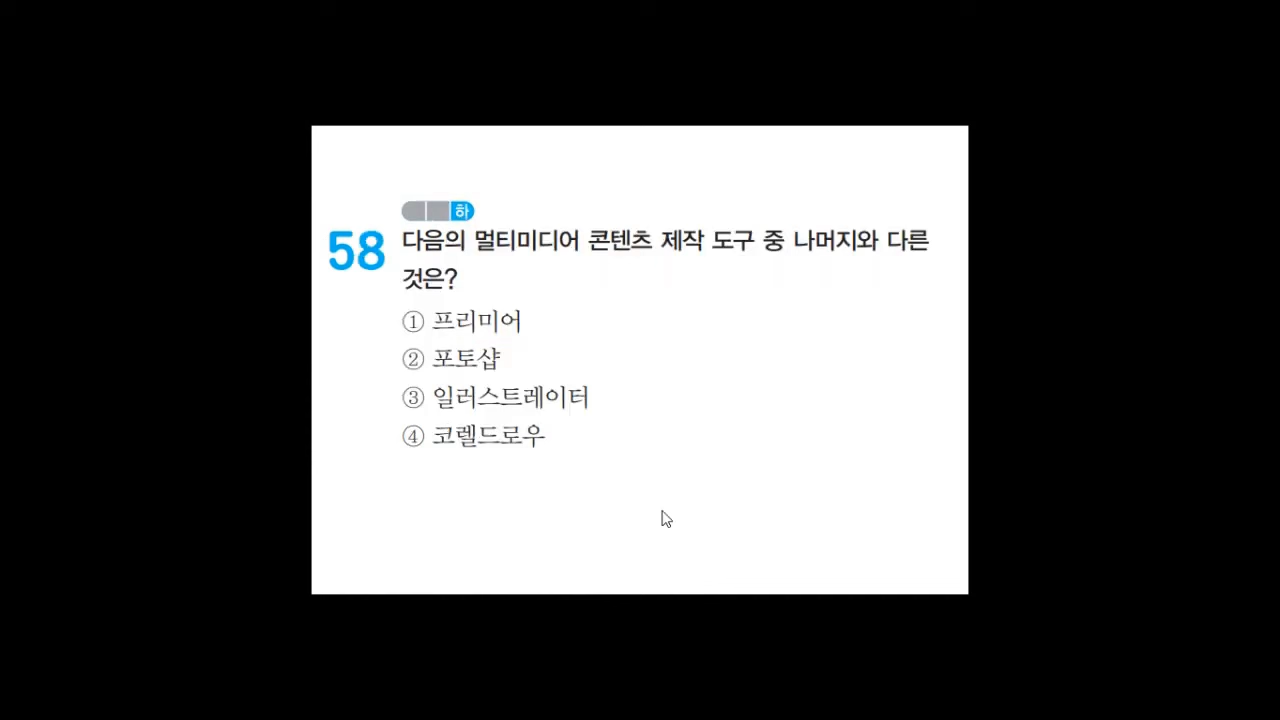 하
58 다음의 멀티미디어 콘텐츠 제작 도구 중 나머지와 다른
것은?
① 프리미어
② 포토샵
③ 일러스트레이터
④ 코렐드로우